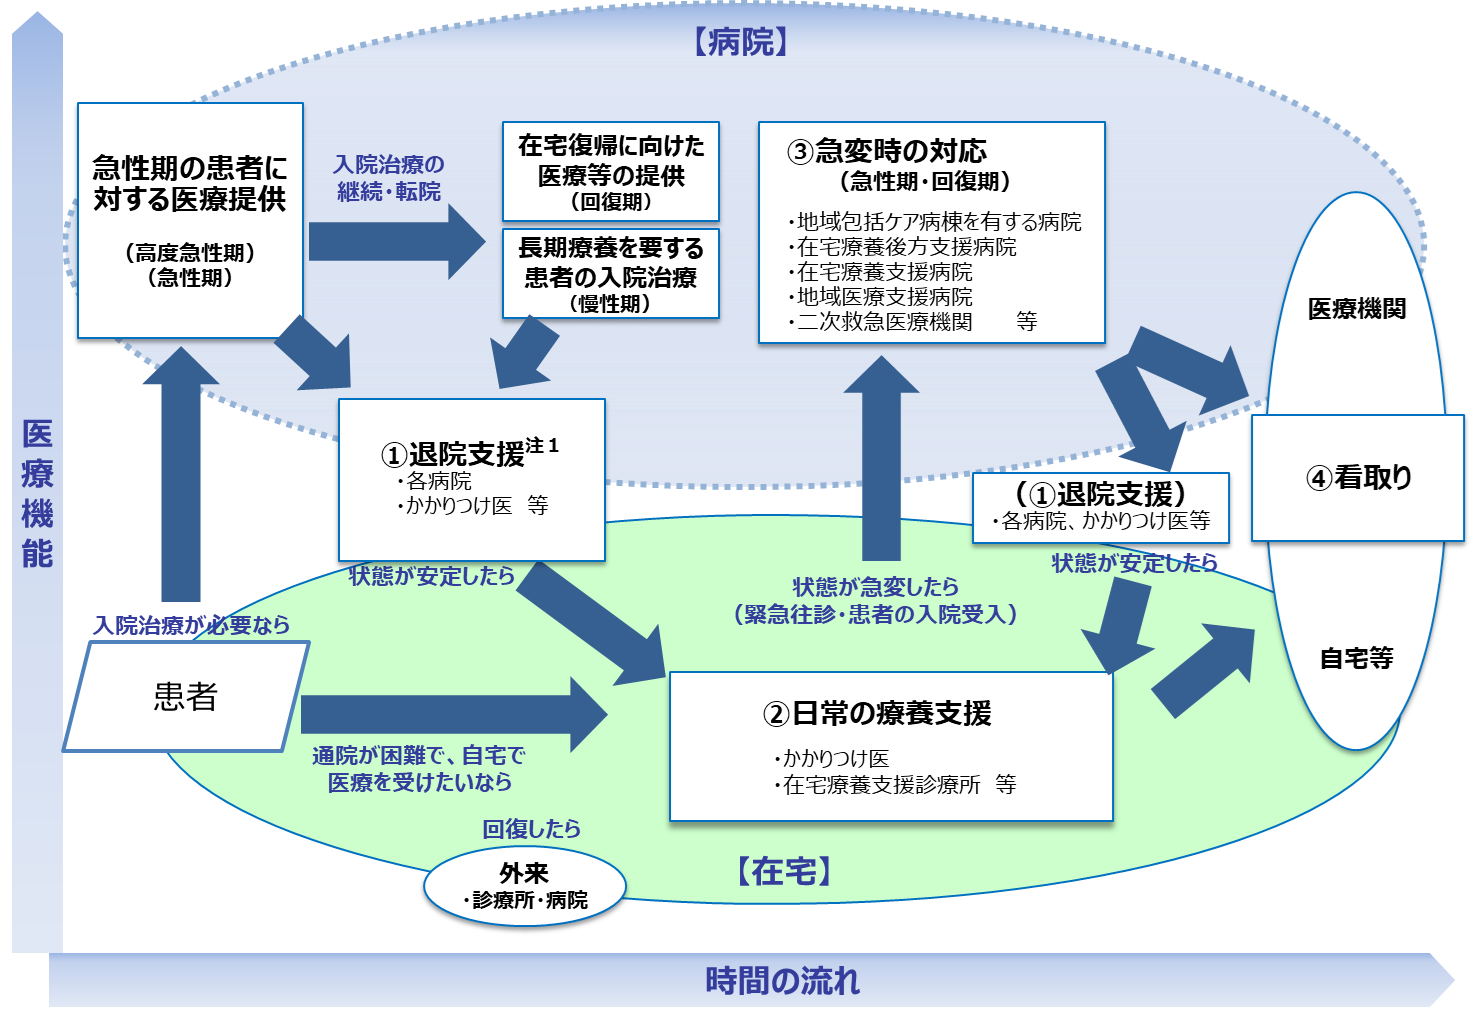 【病院】
急性期の患者に
対する医療提供
（高度急性期）
（急性期）
入院治療の
継続・転院
在宅復帰に向けた
医療等の提供
（回復期）
長期療養を要する
患者の入院治療
（慢性期）
③急変時の対応
（急性期・回復期）
・地域包括ケア病棟を有する病院
・在宅療養後方支援病院
・在宅療養支援病院
・地域医療支援病院
・二次救急医療機関　　等
医療機関
④看取り
自宅等
①退院支援注１
・各病院
・かかりつけ医　等
（①退院支援）
・各病院、かかりつけ医等
状態が安定したら
状態が安定したら
状態が急変したら
（緊急往診・患者の入院受入）
入院治療が必要なら
患者
通院が困難で、自宅で
医療を受けたいなら
②日常の療養支援
・かかりつけ医
・在宅療養支援診療所　等
回復したら
外来
・診療所・病院
【在宅】
医療機能
時間の流れ